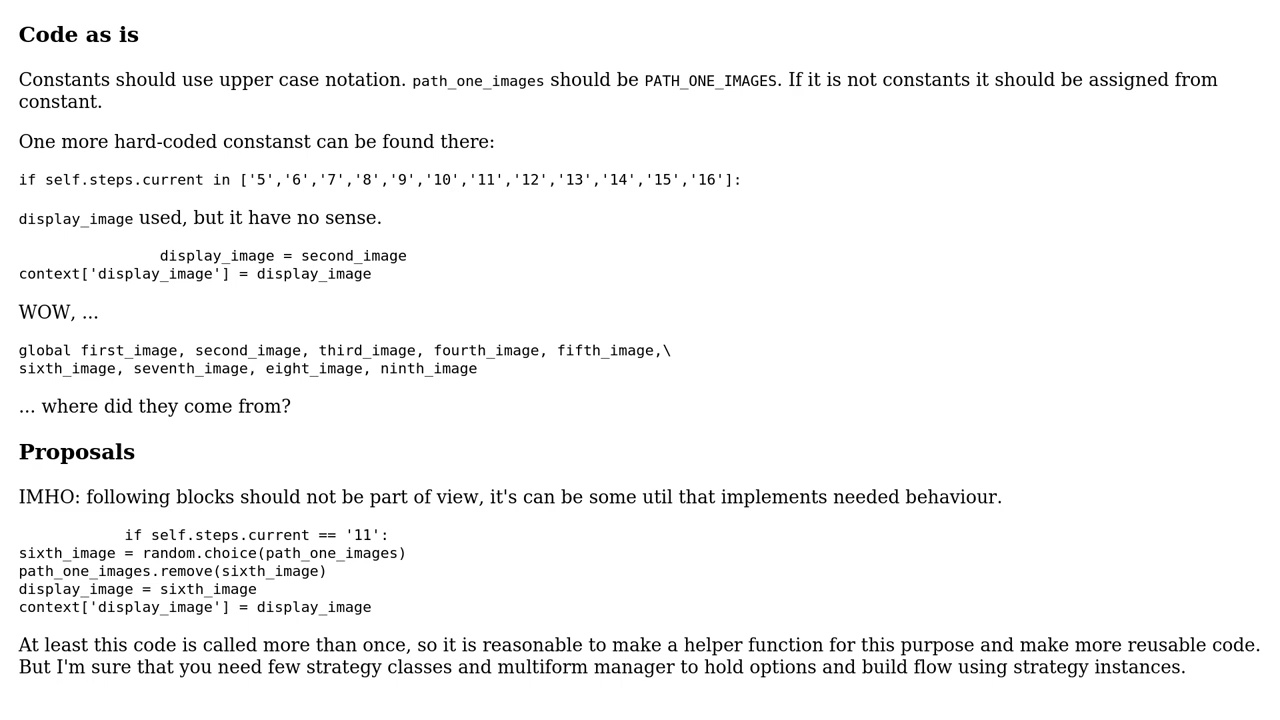 Code as is
Constants should use upper case notation. path_one_images should be PATH_ONE_IMAGES. If it is not constants it should be assigned from
constant.
One more hard-coded constanst can be found there:
if self.steps.current in ['5','6','7','8','9','10','11','12','13','14','15','16']:
display_image used, but it have no sense.
display_image = second_image
context['display_image'] = display_image
WOW, ...
global first_image, second_image, third_image, fourth_image, fifth_image,\
sixth_image, seventh_image, eight_image, ninth_image
... where did they come from?
Proposals
IMHO: following blocks should not be part of view, it's can be some util that implements needed behaviour.
if self.steps.current == '11':
sixth_image = random.choice(path_one_images)
path_one_images.remove(sixth_image)
display_image = sixth_image
context['display_image'] = display_image
At least this code is called more than once, so it is reasonable to make a helper function for this purpose and make more reusable code.
But I'm sure that you need few strategy classes and multiform manager to hold options and build flow using strategy instances.